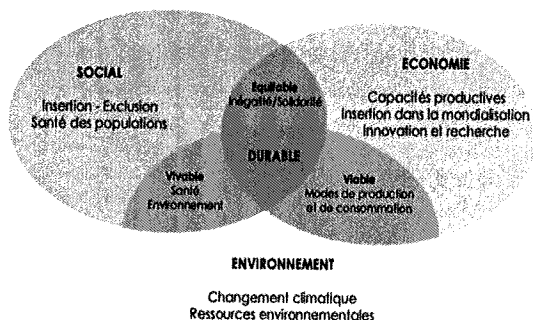 SOCIAL
Insertion - Exclusion
Santé des populations
Equitable
Inégatié/Solidarité
ECONOMIE
Capacités productives
Insertion dans la mondialisation
Innovation et recherche
DURABLE
Vivable
Santé
Environnement
Viable
Modes de production
et de consommation
ENVIRONNEMENT
Changement climatique
Ressources environnementales